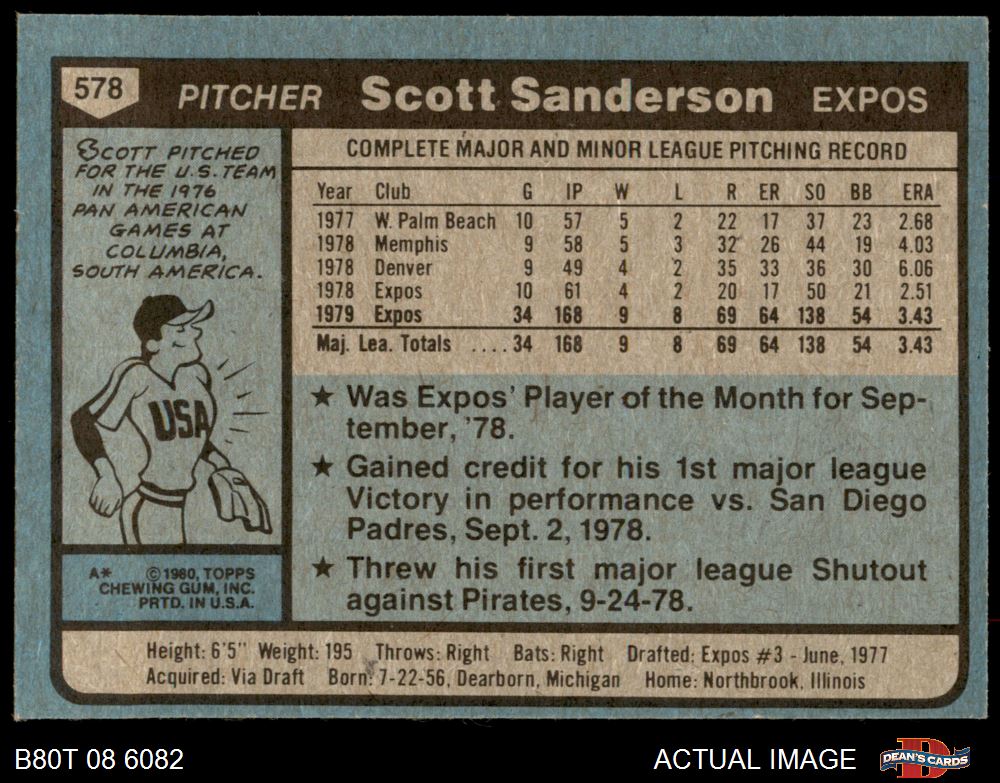 578 PITCHER Scott Sanderson EXPOS
SCOTT PITCHED
FOR THE U.S. TEAM
IN THE 1976
PAN AMERICAN
GAMES AT
COLUMBIA,
SOUTH AMERICA.
USA
A* ©1980, TOPPS
CHEWING GUM, INC.
PRTD. IN U.S.A.
COMPLETE MAJOR AND MINOR LEAGUE PITCHING RECORD
Year Club G IP W L R ER SO BB ERA
1977 W. Palm Beach 10 57 5 2 22 17 37 23 2.68
1978 Memphis 9 58 5 3 32 26 44 19 4.03
1978 Denver 9 49 4 2 35 33 36 30 6.06
1978 Expos 10 61 4 2 20 17 50 21 2.51
1979 Expos 34 168 9 8 69 64 138 54 3.43
Maj. Lea. Totals ....34 168 9 8 69 64 138 54 3.43
★ Was Expos' Player of the Month for Sep-
tember, '78.
★ Gained credit for his 1st major league
Victory in performance vs. San Diego
Padres, Sept. 2, 1978.
★ Threw his first major league Shutout
against Pirates, 9-24-78.
Height: 6'5" Weight: 195 Throws: Right Bats: Right Drafted: Expos #3 - June, 1977
Acquired: Via Draft Born: 7-22-56, Dearborn, Michigan Home: Northbrook, Illinois
B80T 08 6082 ACTUAL IMAGE DEAN'S CARDS